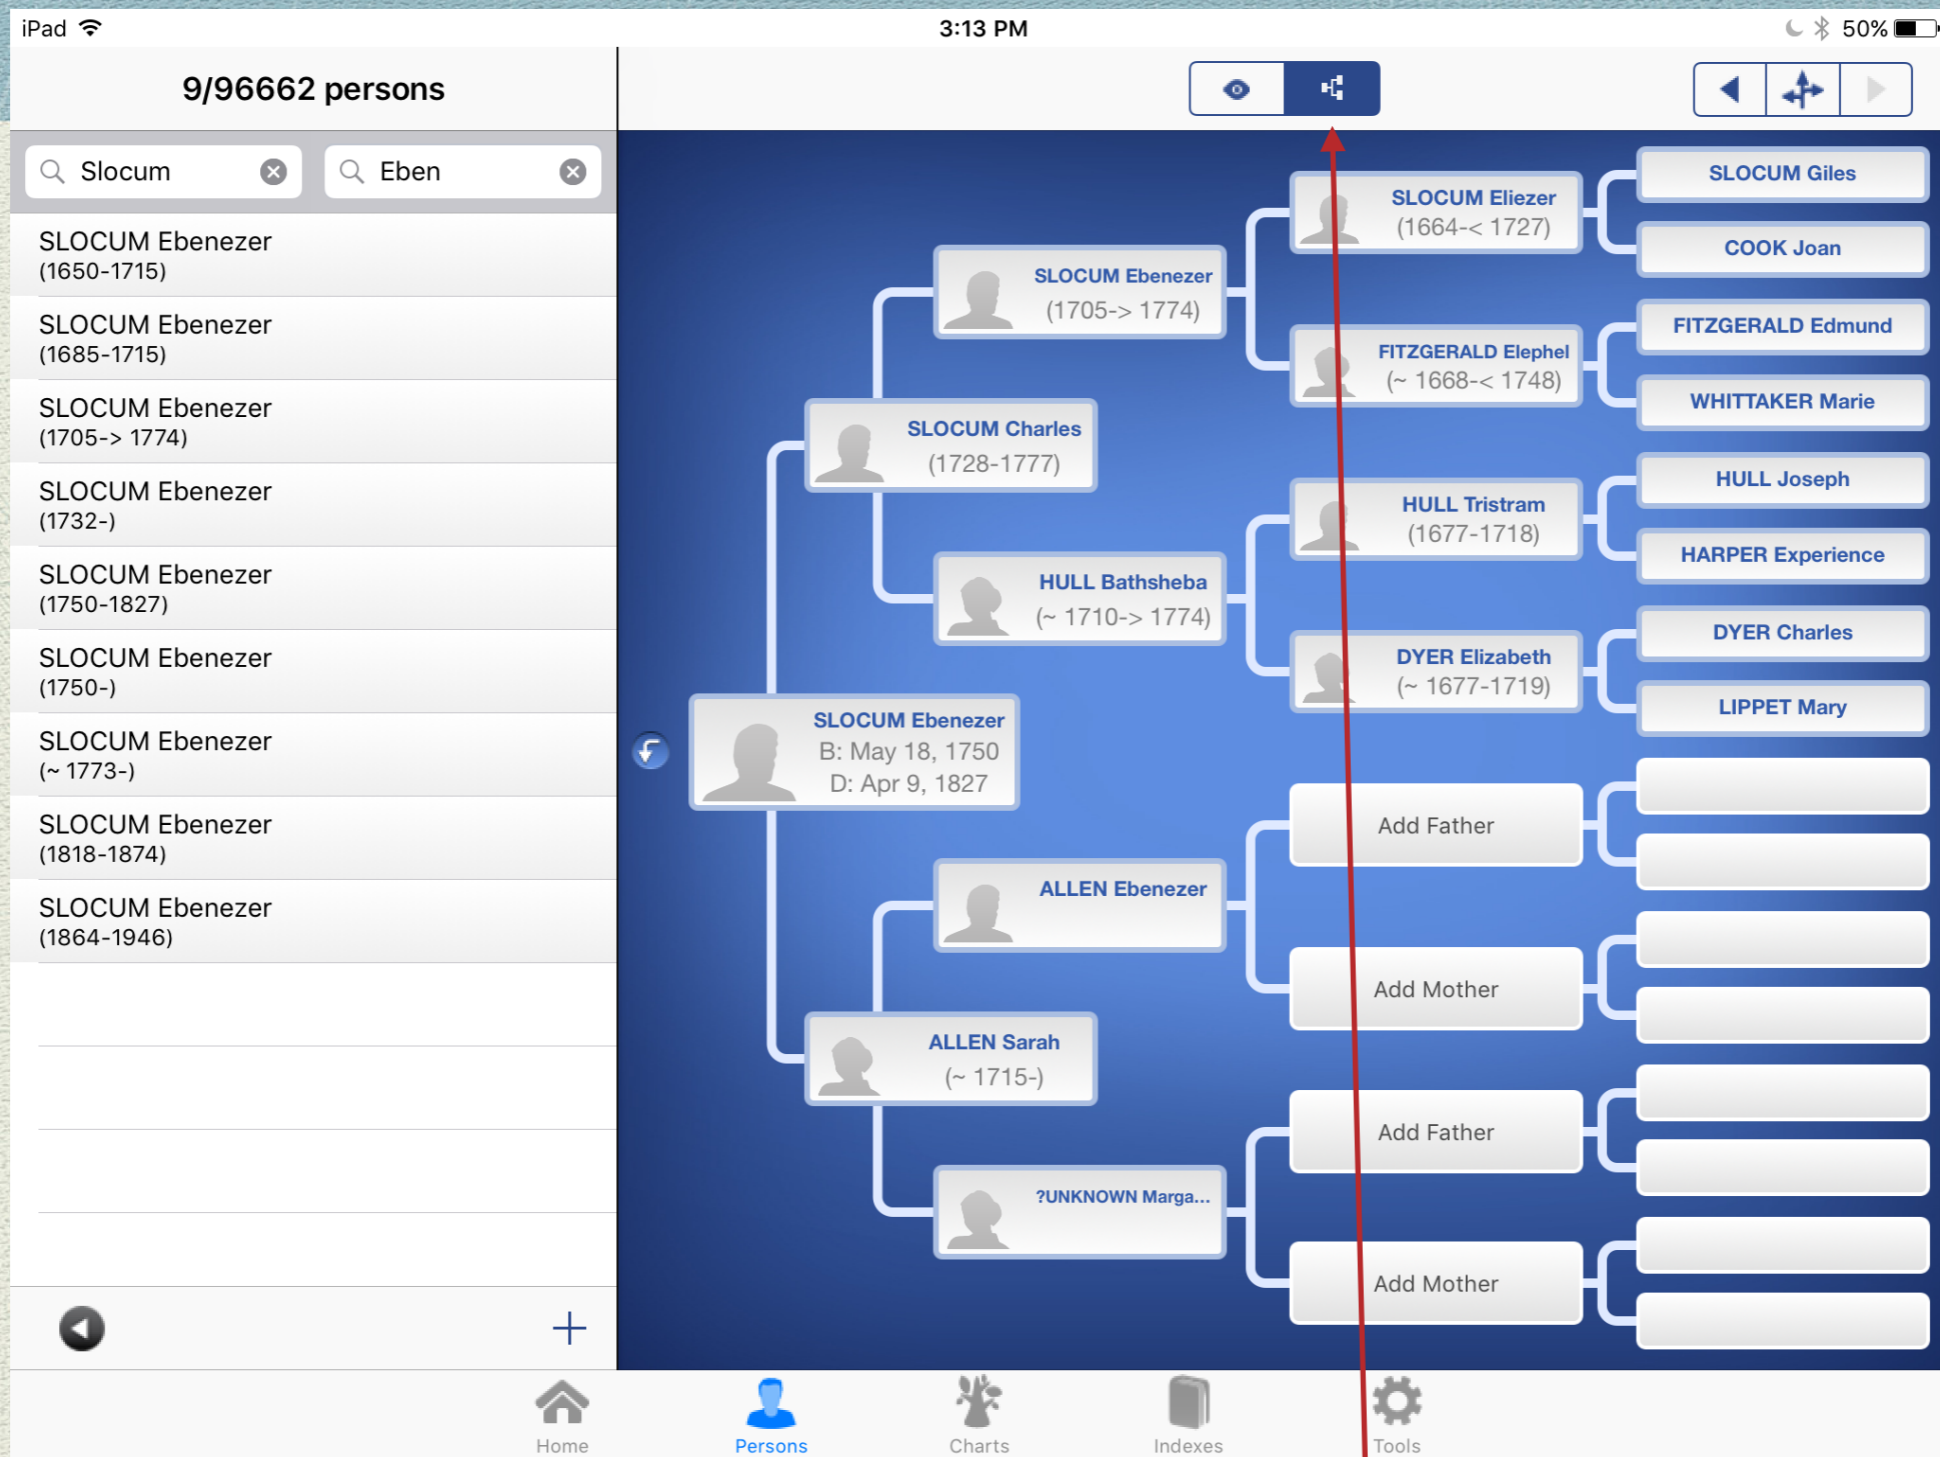 iPad
3:13 PM
50%
9/96662 persons
Slocum
Eben
SLOCUM Ebenezer
(1650-1715)
SLOCUM Ebenezer
(1685-1715)
SLOCUM Ebenezer
(1705-> 1774)
SLOCUM Ebenezer
(1732-)
SLOCUM Ebenezer
(1750-1827)
SLOCUM Ebenezer
(1750-)
SLOCUM Ebenezer
(~ 1773-)
SLOCUM Ebenezer
(1818-1874)
SLOCUM Ebenezer
(1864-1946)
SLOCUM Ebenezer
B: May 18, 1750
D: Apr 9, 1827
SLOCUM Charles
(1728-1777)
ALLEN Sarah
(~ 1715-)
SLOCUM Ebenezer
(1705-> 1774)
HULL Bathsheba
(~ 1710-> 1774)
ALLEN Ebenezer
?UNKNOWN Marga...
SLOCUM Eliezer
(1664-< 1727)
FITZGERALD Elephel
(~ 1668-< 1748)
HULL Tristram
(1677-1718)
DYER Elizabeth
(~ 1677-1719)
Add Father
Add Mother
Add Father
Add Mother
SLOCUM Giles
COOK Joan
FITZGERALD Edmund
WHITTAKER Marie
HULL Joseph
HARPER Experience
DYER Charles
LIPPET Mary
Home
Persons
Charts
Indexes
Tools